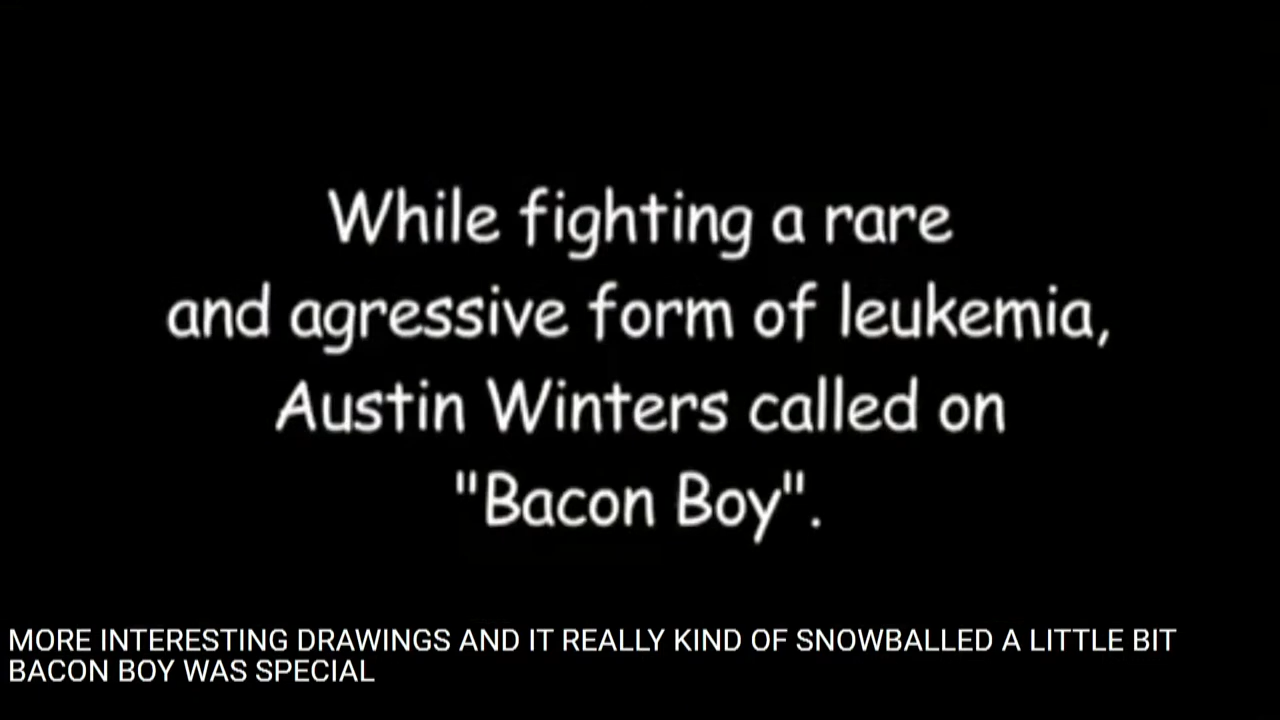 While fighting a rare
and agressive form of leukemia,
Austin Winters called on
"Bacon Boy".
MORE INTERESTING DRAWINGS AND IT REALLY KIND OF SNOWBALLED A LITTLE BIT
BACON BOY WAS SPECIAL